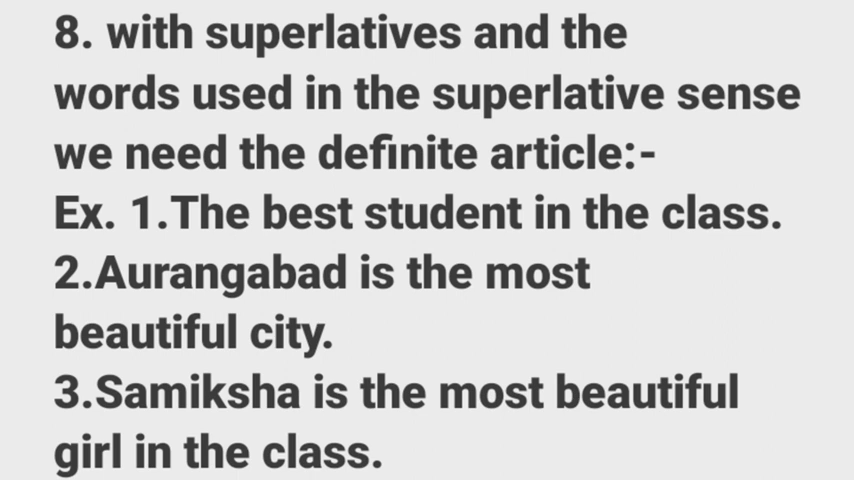 8. with superlatives and the
words used in the superlative sense
we need the definite article:-
Ex. 1.The best student in the class.
2.Aurangabad is the most
beautiful city.
3.Samiksha is the most beautiful
girl in the class.